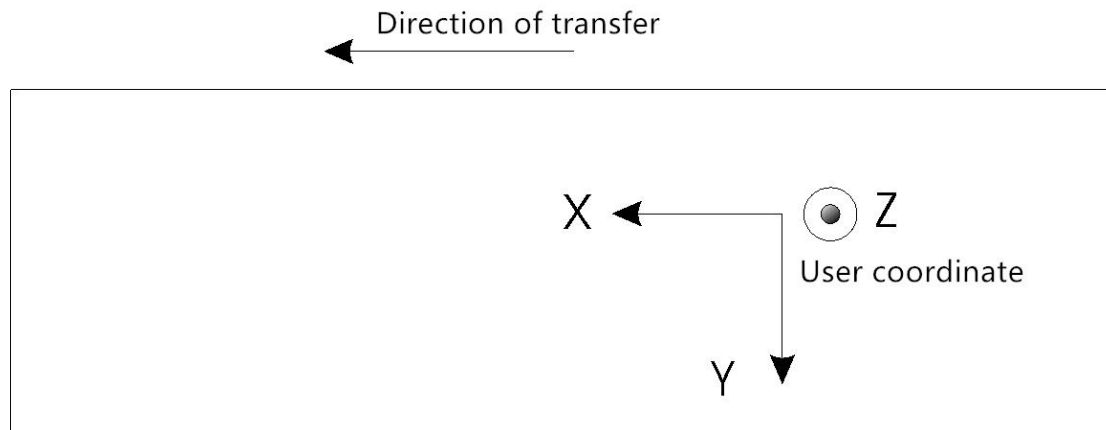 Direction of transfer
X
Z
User coordinate
Y